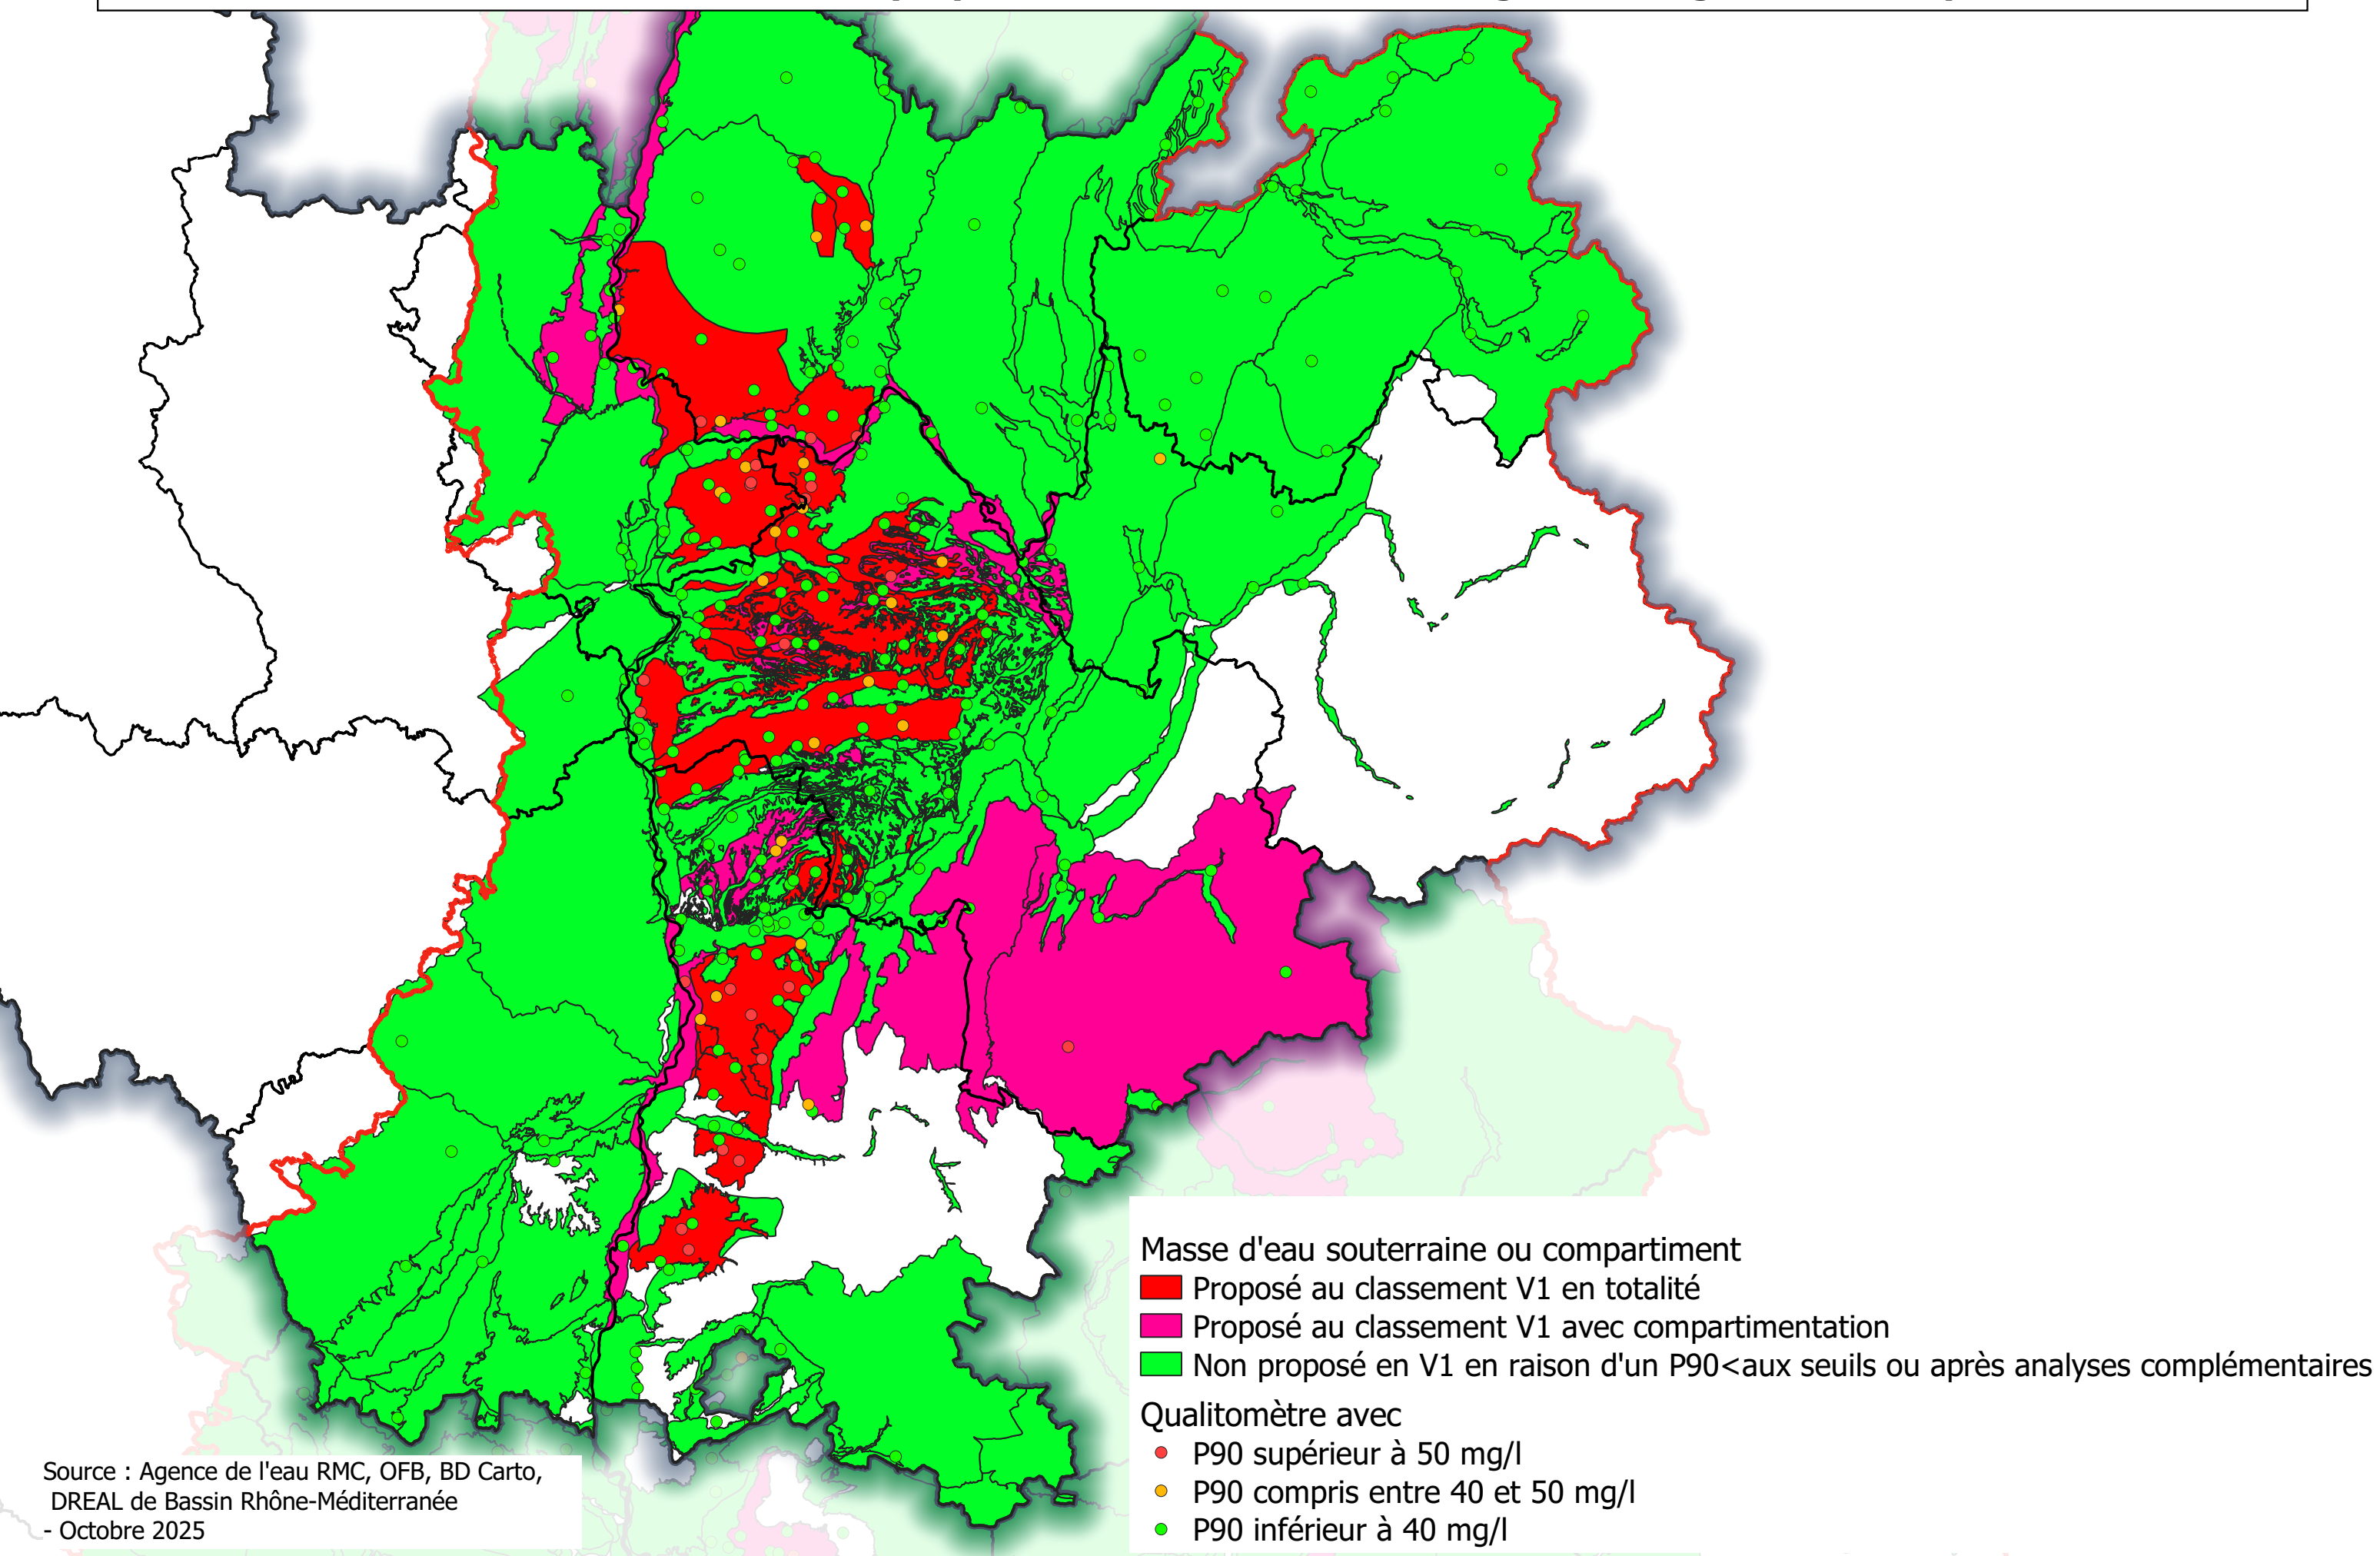 Masse d'eau souterraine ou compartiment
Proposé au classement V1 en totalité
Proposé au classement V1 avec compartimentation
Non proposé en V1 en raison d'un P90<aux seuils ou après analyses complémentaires
Qualitomètre avec
P90 supérieur à 50 mg/l
P90 compris entre 40 et 50 mg/l
P90 inférieur à 40 mg/l
Source : Agence de l'eau RMC, OFB, BD Carto,
DREAL de Bassin Rhône-Méditerranée
- Octobre 2025